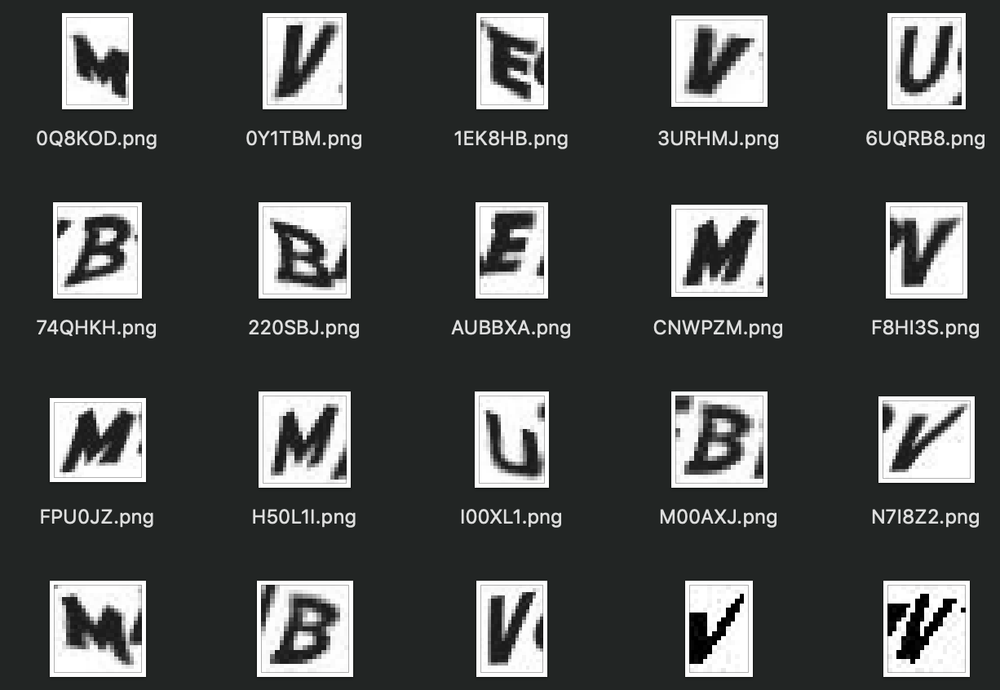 M V E V U
0Q8KOD.png 0Y1TBM.png 1EK8HB.png 3URHMJ.png 6UQRB8.png
B B E M V
74QHKH.png 220SBJ.png AUBBXA.png CNWPZM.png F8HI3S.png
M M U B V
FPU0JZ.png H50L1I.png I00XL1.png M00AXJ.png N7I8Z2.png
M B V V V